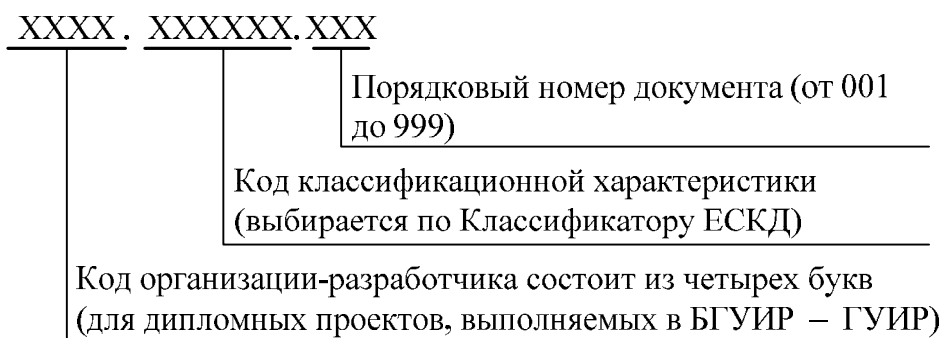 XXXX. XXXXXX.XXX
Порядковый номер документа (от 001
до 999)
Код классификационной характеристики
(выбирается по Классификатору ЕСКД)
Код организации-разработчика состоит из четырех букв
(для дипломных проектов, выполняемых в БГУИР – ГУИР)